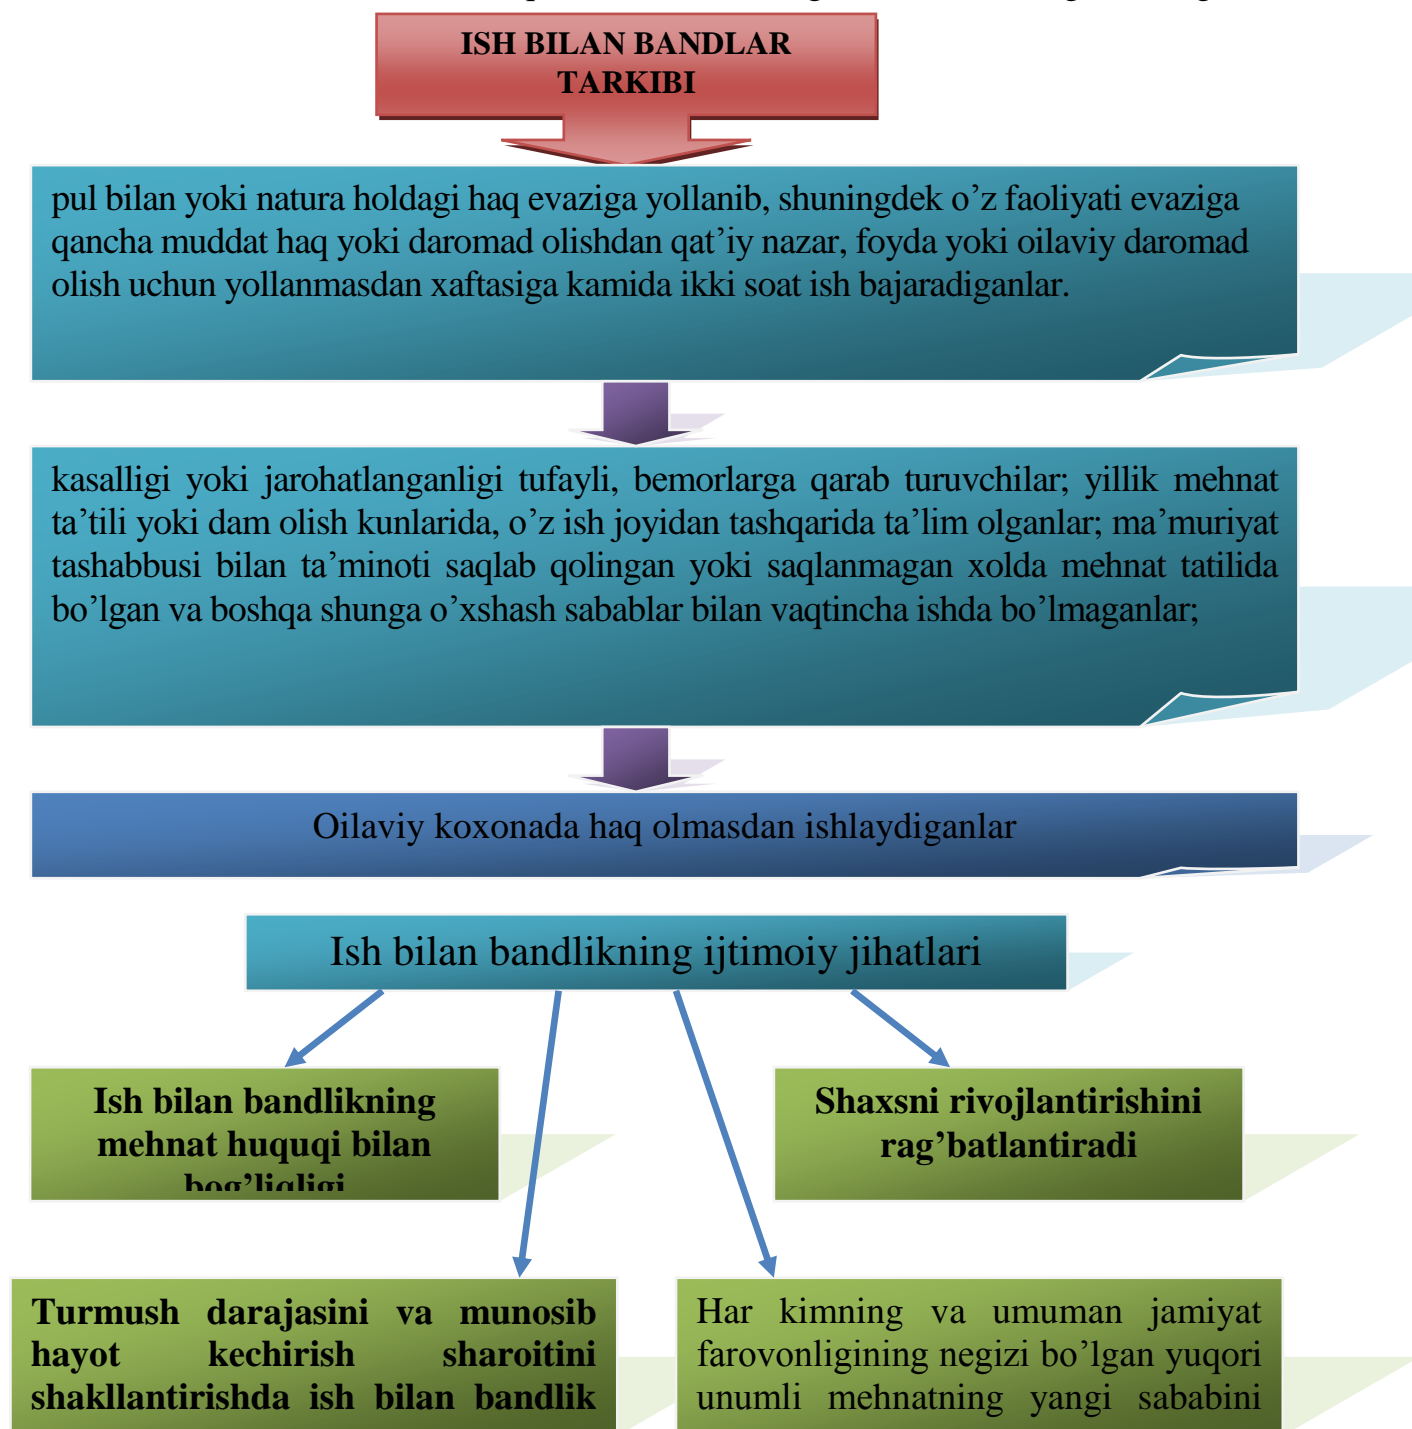 ISH BILAN BANDLAR
TARKIBI
pul bilan yoki natura holdagi haq evaziga yollanib, shuningdek o’z faoliyati evaziga
qancha muddat haq yoki daromad olishdan qat’iy nazar, foyda yoki oilaviy daromad
olish uchun yollanmasdan xaftasiga kamida ikki soat ish bajaradiganlar.
kasalligi yoki jarohatlanganligi tufayli, bemorlarga qarab turuvchilar; yillik mehnat
ta’tili yoki dam olish kunlarida, o’z ish joyidan tashqarida ta’lim olganlar; ma’muriyat
tashabbusi bilan ta’minoti saqlab qolingan yoki saqlanmagan xolda mehnat tatilida
bo’lgan va boshqa shunga o’xshash sabablar bilan vaqtincha ishda bo’lmaganlar;
Oilaviy koxonada haq olmasdan ishlaydiganlar
Ish bilan bandlikning ijtimoiy jihatlari
Ish bilan bandlikning
mehnat huquqi bilan
bog’liqligi
Shaxsni rivojlantirishini
rag’batlantiradi
Turmush darajasini va munosib
hayot kechirish sharoitini
shakllantirishda ish bilan bandlik
Har kimning va umuman jamiyat
farovonligining negizi bo’lgan yuqori
unumli mehnatning yangi sababini